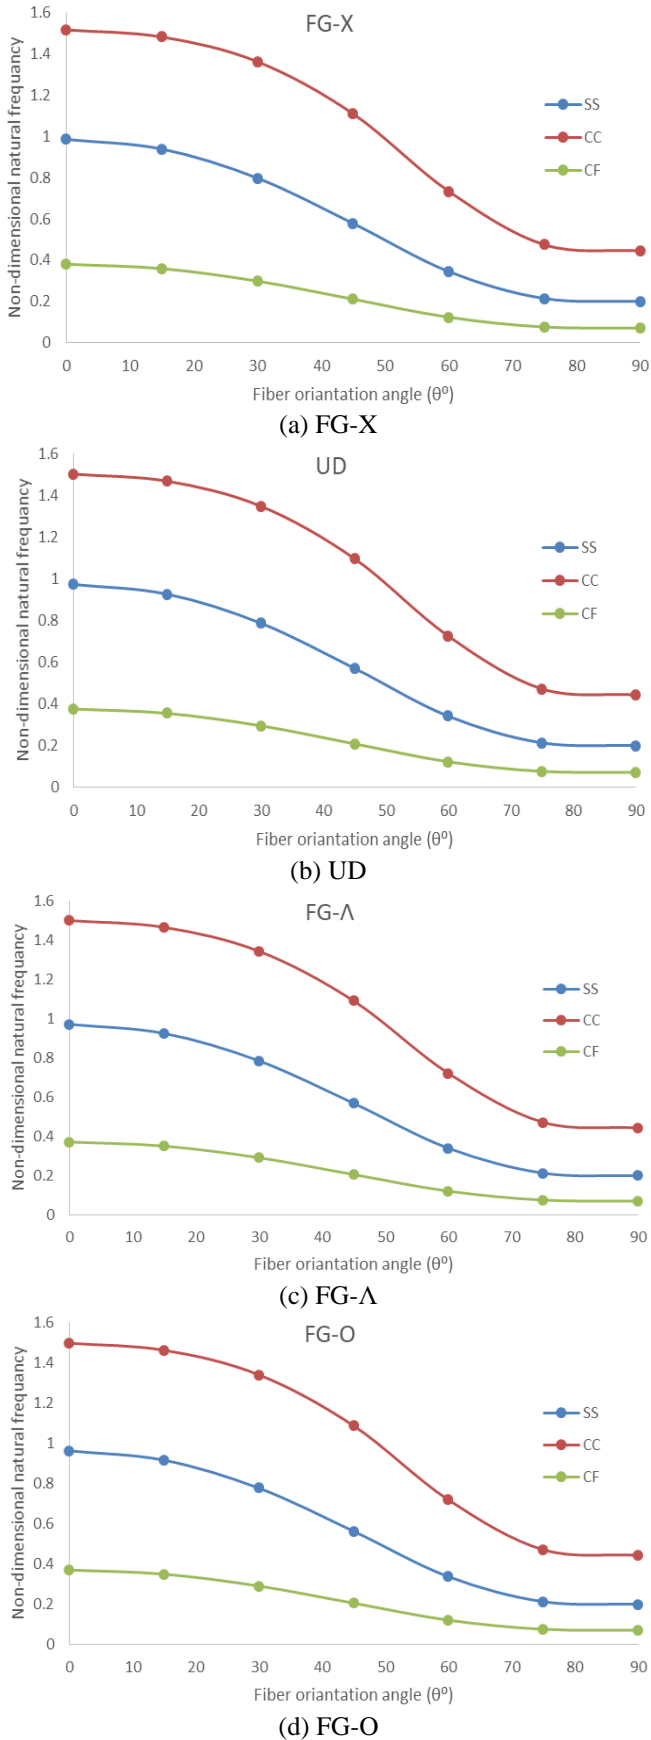 FG-X
Non-dimensional natural frequancy
1.6
1.4
1.2
1
0.8
0.6
0.4
0.2
0
SS
CC
CF
0 10 20 30 40 50 60 70 80 90
Fiber oriantation angle (θ⁰)
(a) FG-X
UD
Non-dimensional natural frequancy
1.6
1.4
1.2
1
0.8
0.6
0.4
0.2
0
SS
CC
CF
0 10 20 30 40 50 60 70 80 90
Fiber oriantation angle (θ⁰)
(b) UD
FG-Λ
Non-dimensional natural frequancy
1.6
1.4
1.2
1
0.8
0.6
0.4
0.2
0
SS
CC
CF
0 10 20 30 40 50 60 70 80 90
Fiber oriantation angle (θ⁰)
(c) FG-Λ
FG-O
Non-dimensional natural frequancy
1.6
1.4
1.2
1
0.8
0.6
0.4
0.2
0
SS
CC
CF
0 10 20 30 40 50 60 70 80 90
Fiber oriantation angle (θ⁰)
(d) FG-O